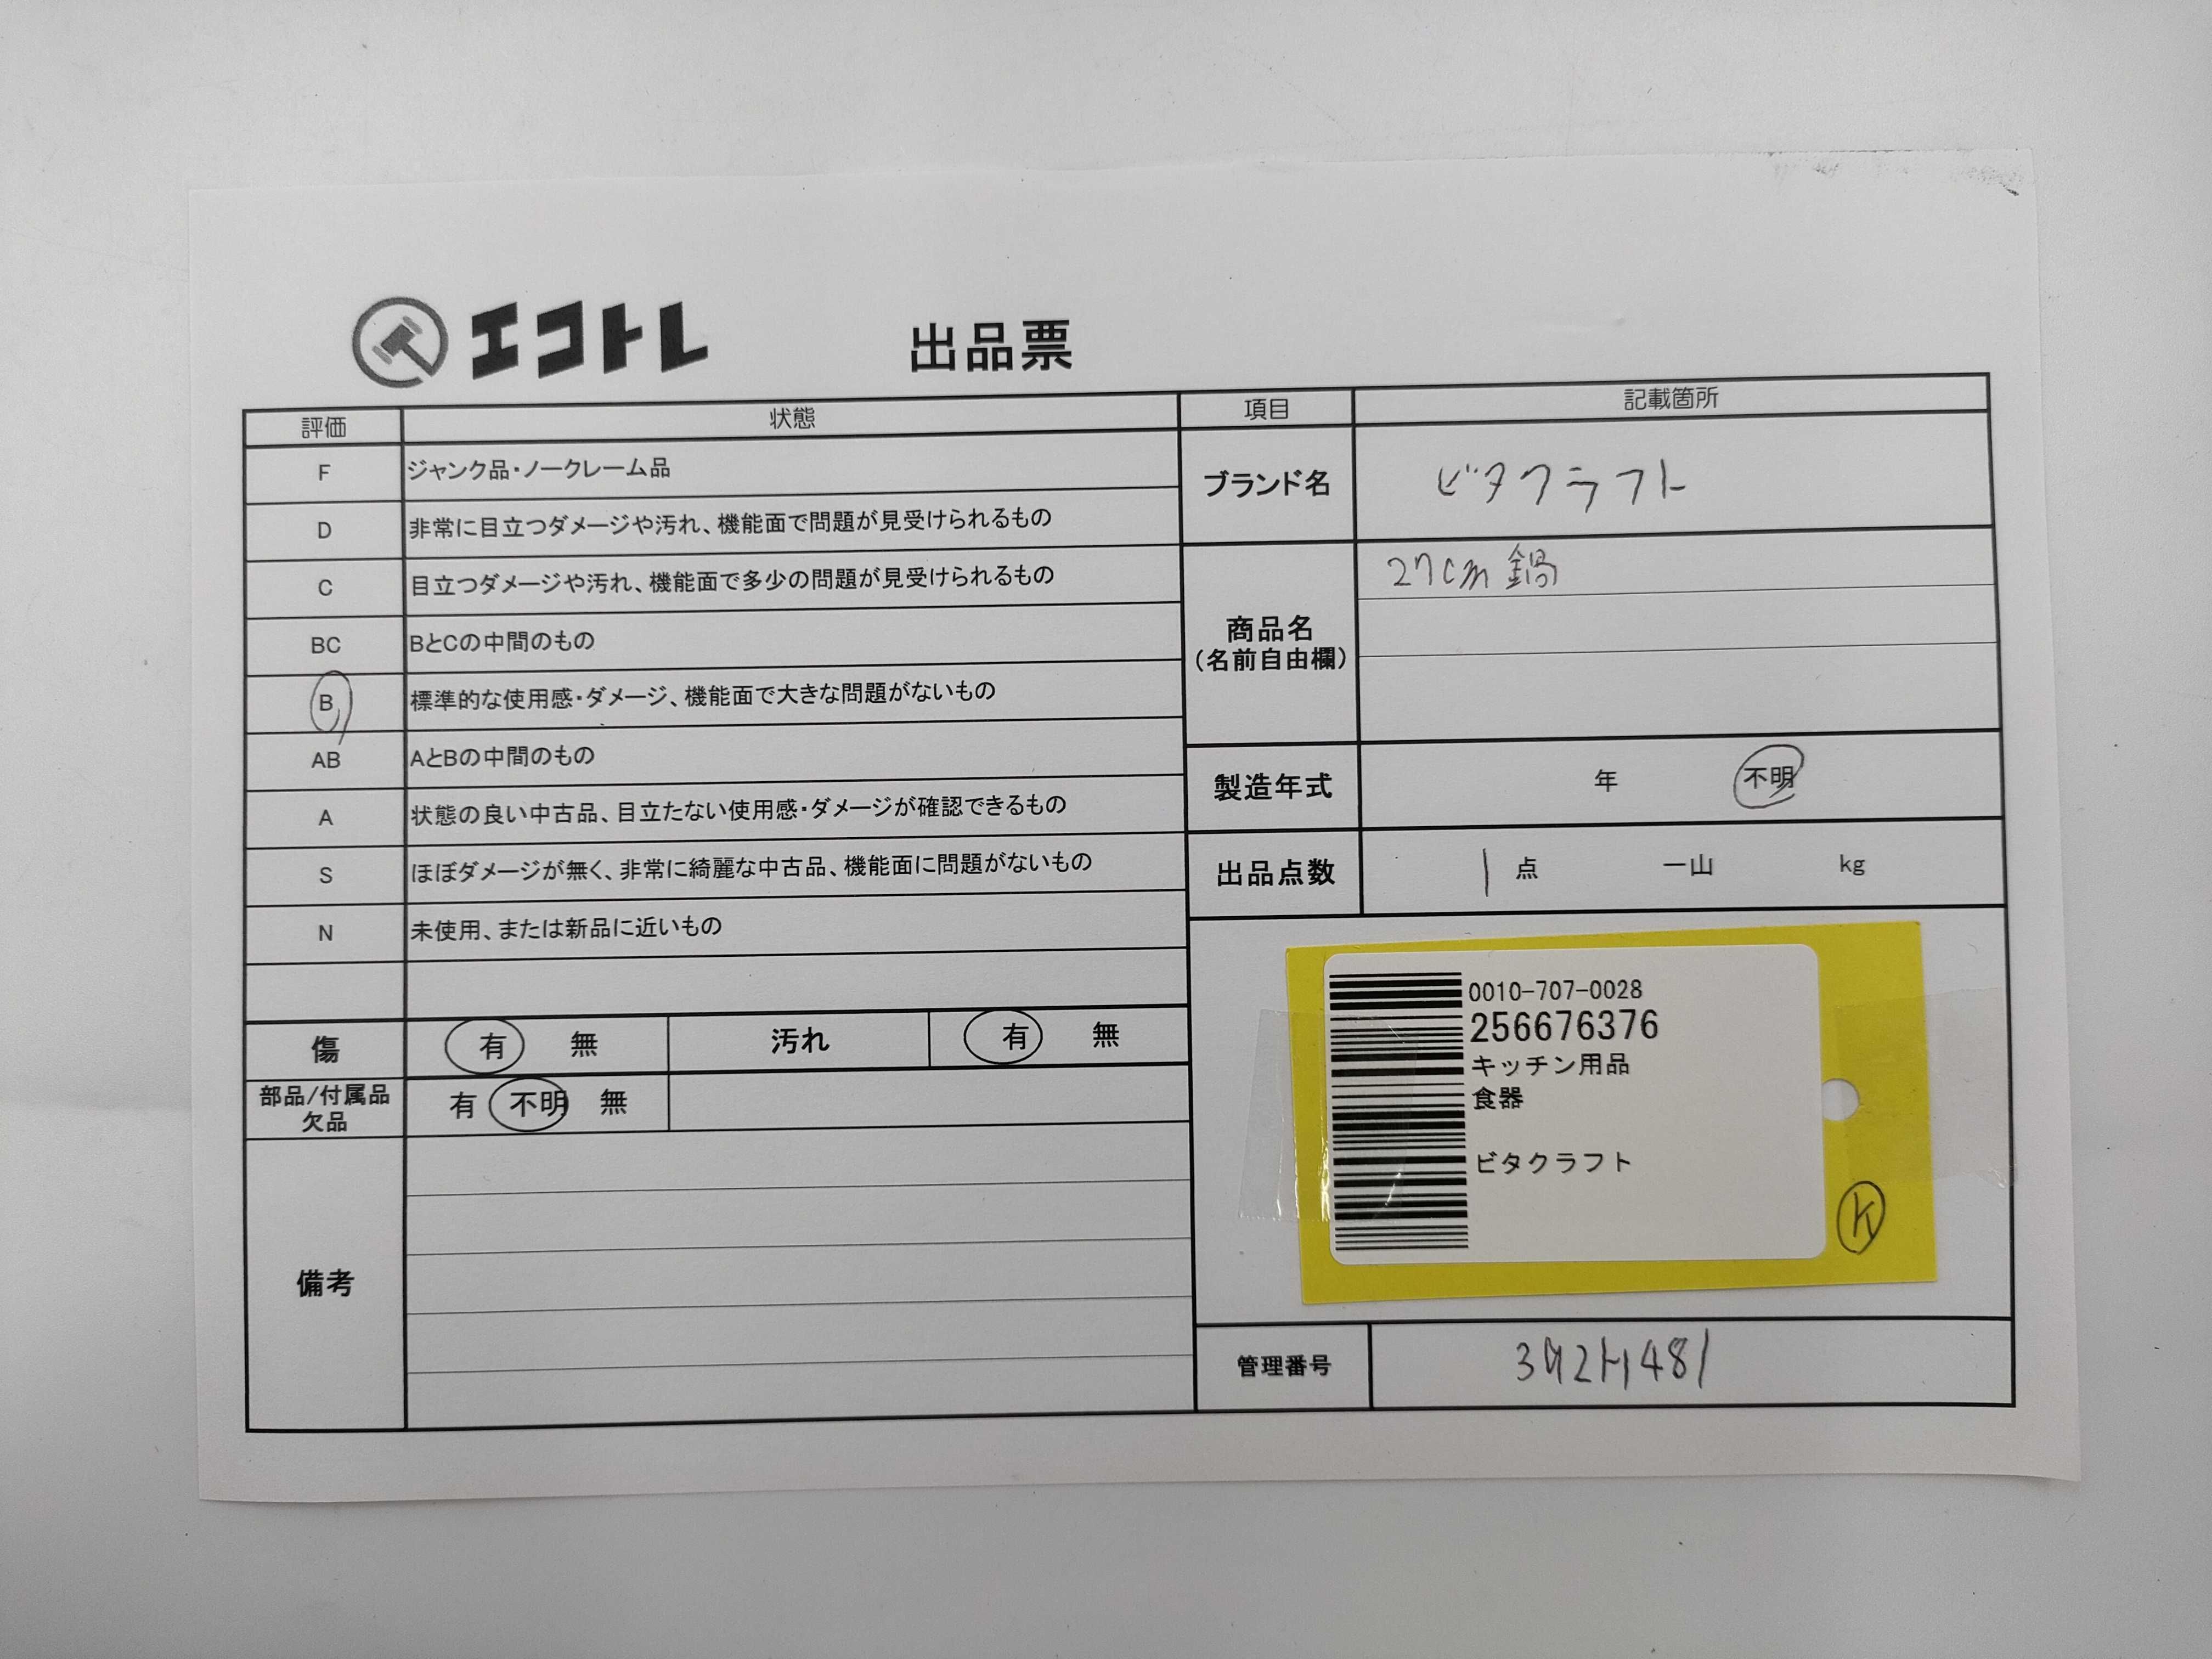 エコトレ
出品票
評価 状態
F ジャンク品・ノークレーム品
D 非常に目立つダメージや汚れ、機能面で問題が見受けられるもの
C 目立つダメージや汚れ、機能面で多少の問題が見受けられるもの
BC BとCの中間のもの
B 標準的な使用感・ダメージ、機能面で大きな問題がないもの
AB AとBの中間のもの
A 状態の良い中古品、目立たない使用感・ダメージが確認できるもの
S ほぼダメージが無く、非常に綺麗な中古品、機能面に問題がないもの
N 未使用、または新品に近いもの
傷 有 無 汚れ 有 無
部品/付属品
欠品
有 不明 無
備考
項目 記載箇所
ブランド名 ビタクラフト
商品名
(名前自由欄)
27cm 鍋
製造年式 年 不明
出品点数 1 点 一山 kg
0010-707-0028
256676376
キッチン用品
食器
ビタクラフト
K
管理番号